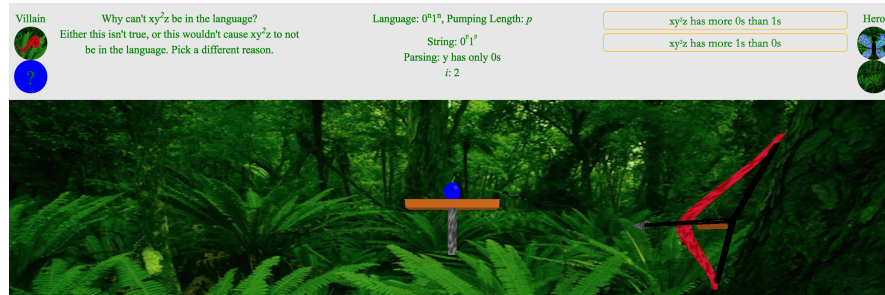 Villain
?
Why can't xy²z be in the language?
Either this isn't true, or this wouldn't cause xy²z to not
be in the language. Pick a different reason.
Language: 0ⁿ1ⁿ, Pumping Length: p
String: 0ᵖ1ᵖ
Parsing: y has only 0s
i: 2
xy²z has more 0s than 1s
xy²z has more 1s than 0s
Hero